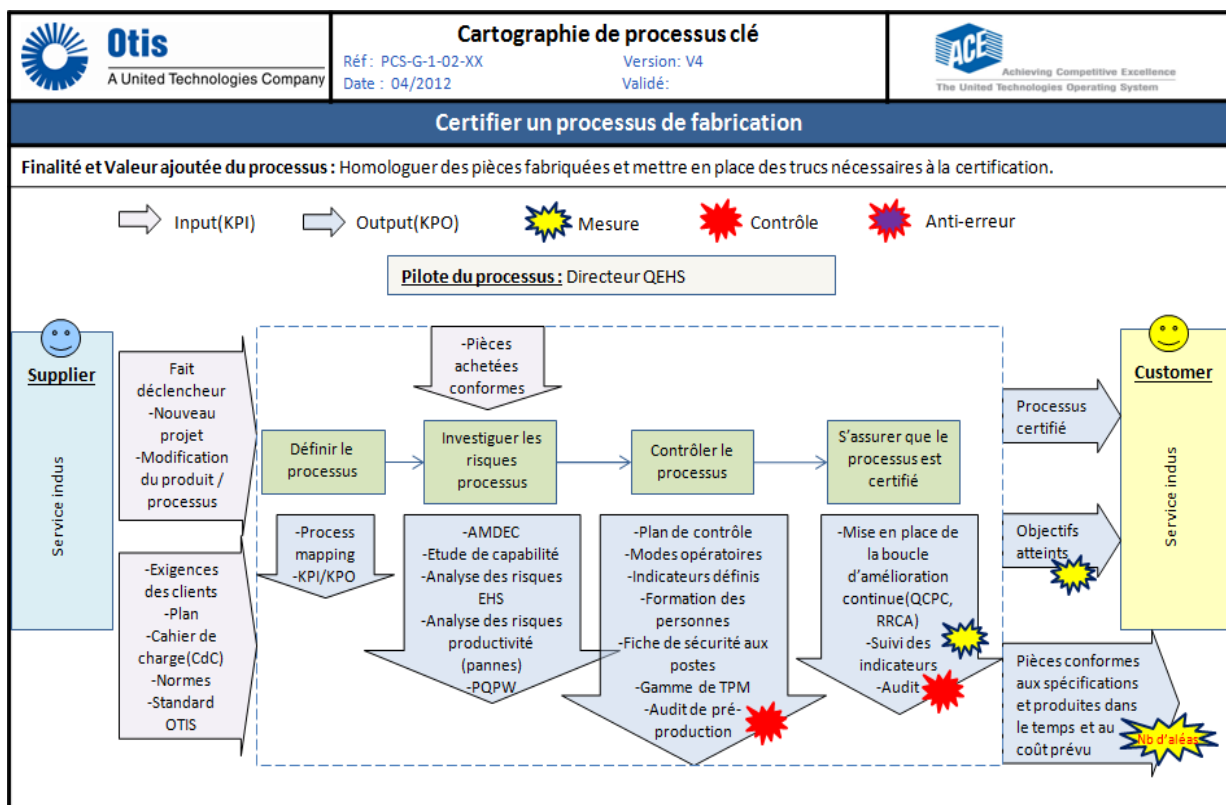 Otis
A United Technologies Company
Cartographie de processus clé
Réf : PCS-G-1-02-XX
Version: V4
Date : 04/2012
Validé:
ACE
Achieving Competitive Excellence
The United Technologies Operating System
Certifier un processus de fabrication
Finalité et Valeur ajoutée du processus : Homologuer des pièces fabriquées et mettre en place des trucs nécessaires à la certification.
Input(KPI)
Output(KPO)
Mesure
Contrôle
Anti-erreur
Pilote du processus : Directeur QEHS
Supplier
Service indus
Fait
déclencheur
-Nouveau
projet
-Modification
du produit /
processus
-Exigences
des clients
-Plan
-Cahier de
charge(CdC)
-Normes
-Standard
OTIS
-Pièces
achetées
conformes
Définir le
processus
Investiguer les
risques
processus
Contrôler le
processus
S'assurer que le
processus est
certifié
-Process
mapping
-KPI/KPO
-AMDEC
-Etude de capabilité
-Analyse des risques
EHS
-Analyse des risques
productivité
(pannes)
-PQPW
-Plan de contrôle
-Modes opératoires
-Indicateurs définis
-Formation des
personnes
-Fiche de sécurité aux
postes
-Gamme de TPM
-Audit de pré-
production
-Mise en place de
la boucle
d'amélioration
continue(QCPC,
RRCA)
-Suivi des
indicateurs
-Audit
Processus
certifié
Objectifs
atteints
Pièces conformes
aux spécifications
et produites dans
le temps et au
coût prévu
Nb d'aléas
Customer
Service indus